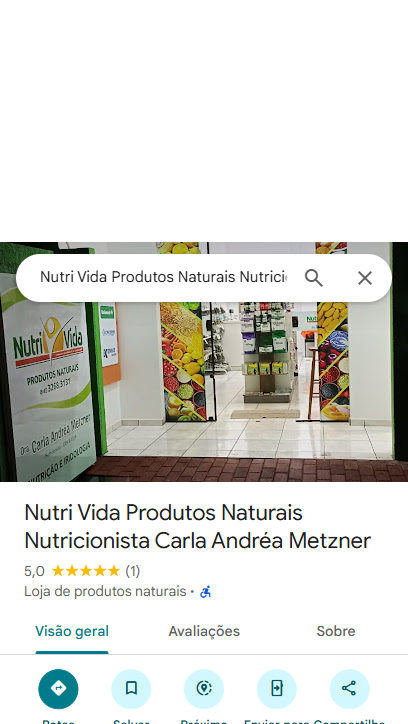 Nutri Vida Produtos Naturais Nutrici
Nutri Vida
PRODUTOS NATURAIS
3268.3131
Dra. Carla Andréa Metzner
NUTRIÇÃO E IRIDOLOGIA
Nutri Vida Produtos Naturais
Nutricionista Carla Andréa Metzner
5,0 ★★★★★ (1)
Loja de produtos naturais ·
Visão geral Avaliações Sobre
Rotas Salvar Próximo Enviar para Compartilhe